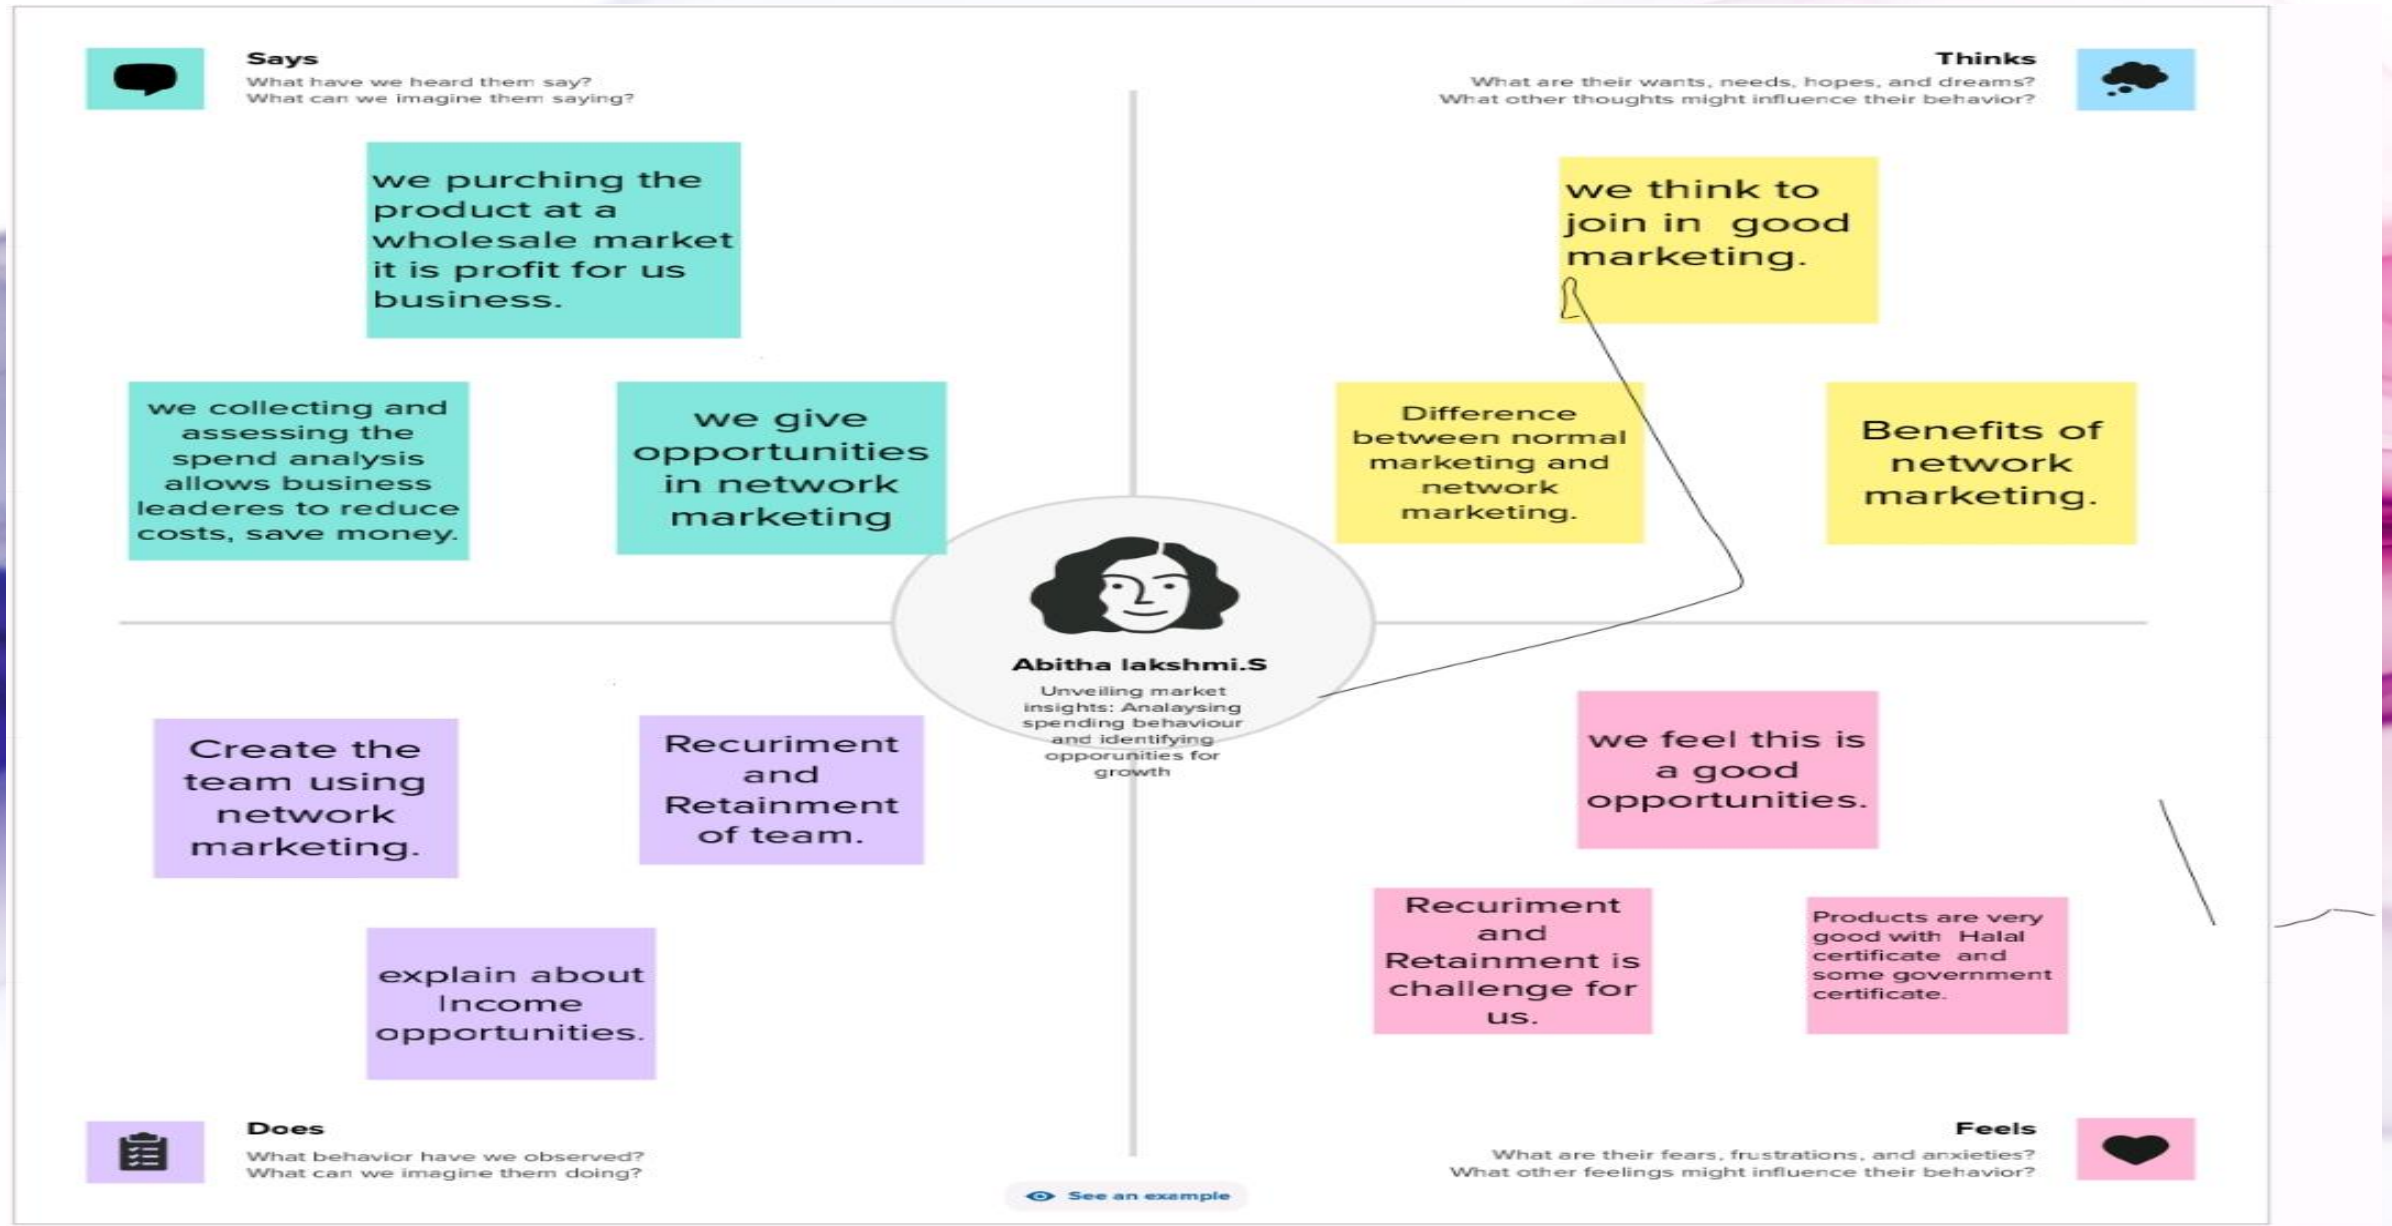 Says
What have we heard them say?
What can we imagine them saying?
Thinks
What are their wants, needs, hopes, and dreams?
What other thoughts might influence their behavior?
we purching the
product at a
wholesale market
it is profit for us
business.
we collecting and
assessing the
spend analysis
allows business
leaderes to reduce
costs, save money.
we give
opportunities
in network
marketing
we think to
join in good
marketing.
Difference
between normal
marketing and
network
marketing.
Benefits of
network
marketing.
Abitha lakshmi.S
Unveiling market
insights: Analaysing
spending behaviour
and identifying
opporunities for
growth
Create the
team using
network
marketing.
Recuriment
and
Retainment
of team.
explain about
Income
opportunities.
we feel this is
a good
opportunities.
Recuriment
and
Retainment is
challenge for
us.
Products are very
good with Halal
certificate and
some government
certificate.
Does
What behavior have we observed?
What can we imagine them doing?
Feels
What are their fears, frustrations, and anxieties?
What other feelings might influence their behavior?
See an example